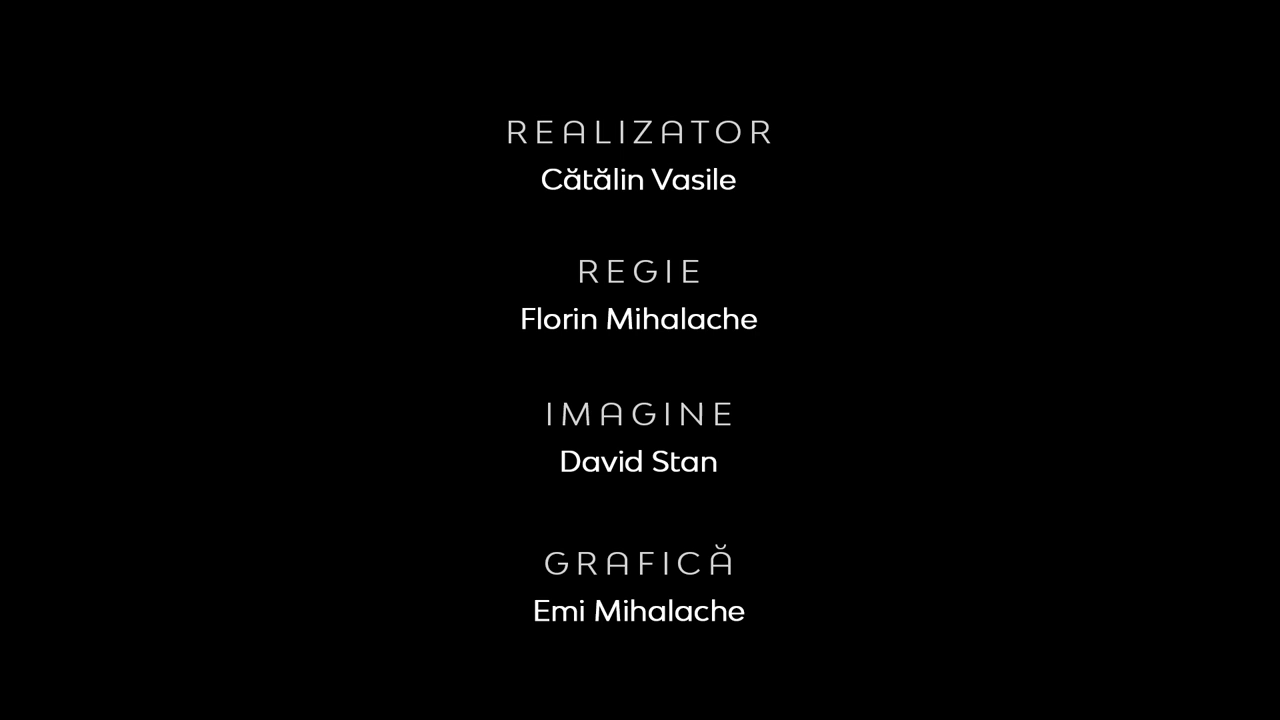 REALIZATOR
Cătălin Vasile
REGIE
Florin Mihalache
IMAGINE
David Stan
GRAFICĂ
Emi Mihalache